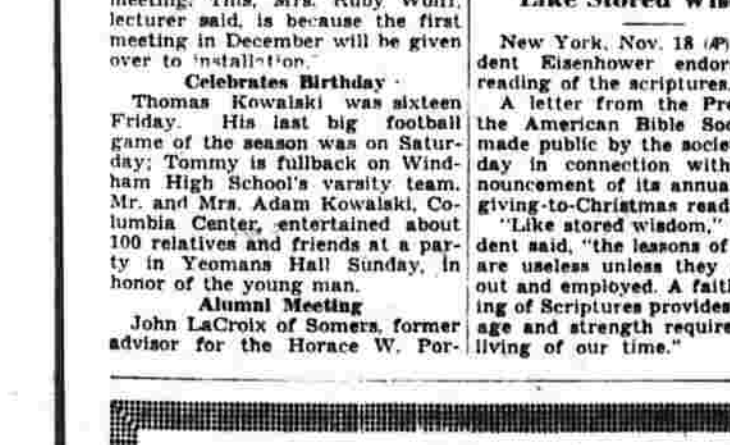 meeting. This, Mrs. Ruby Wolff,
lecturer said, is because the first
meeting in December will be given
over to installation."
Celebrates Birthday
Thomas Kowalski was sixteen
Friday. His last big football
game of the season was on Satur-
day; Tommy is fullback on Wind-
ham High School's varsity team.
Mr. and Mrs. Adam Kowalski, Co-
lumbia Center, entertained about
100 relatives and friends at a par-
ty in Yeomans Hall Sunday, in
honor of the young man.
Alumni Meeting
John LaCroix of Somers, former
advisor for the Horace W. Por-
Like Stored Wis
New York, Nov. 18 (AP)
dent Eisenhower endor
reading of the scriptures.
A letter from the Pre
the American Bible Soc
made public by the socie
day in connection with
nouncement of its annua
giving-to-Christmas read
"Like stored wisdom,"
dent said, "the lessons of
are useless unless they
out and employed. A fait
ing of Scriptures provides
age and strength require
living of our time."